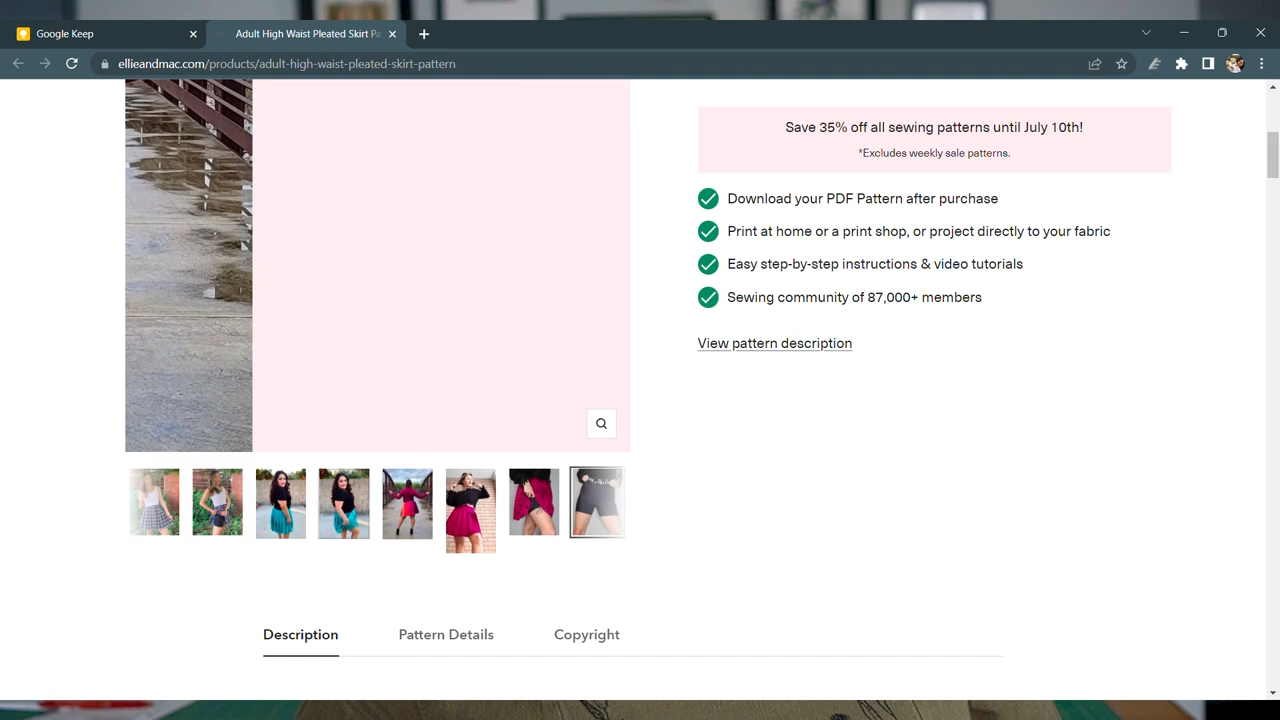 Google Keep
Adult High Waist Pleated Skirt Pa
ellieandmac.com/products/adult-high-waist-pleated-skirt-pattern
Save 35% off all sewing patterns until July 10th!
*Excludes weekly sale patterns.
Download your PDF Pattern after purchase
Print at home or a print shop, or project directly to your fabric
Easy step-by-step instructions & video tutorials
Sewing community of 87,000+ members
View pattern description
Description Pattern Details Copyright